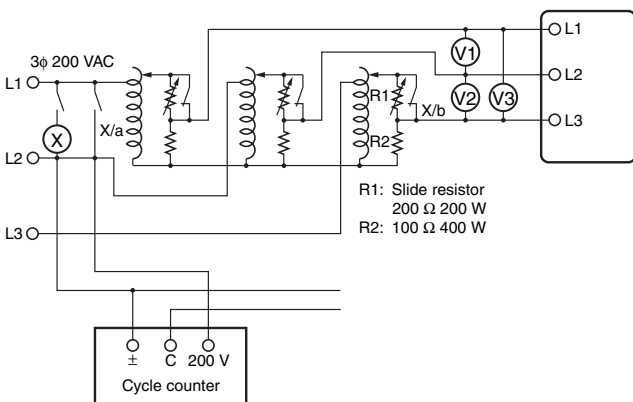 3ϕ 200 VAC
L1
L2
L3
X
X/a
R1
R2
X/b
V1
V2
V3
L1
L2
L3
R1: Slide resistor
200 Ω 200 W
R2: 100 Ω 400 W
± C 200 V
Cycle counter